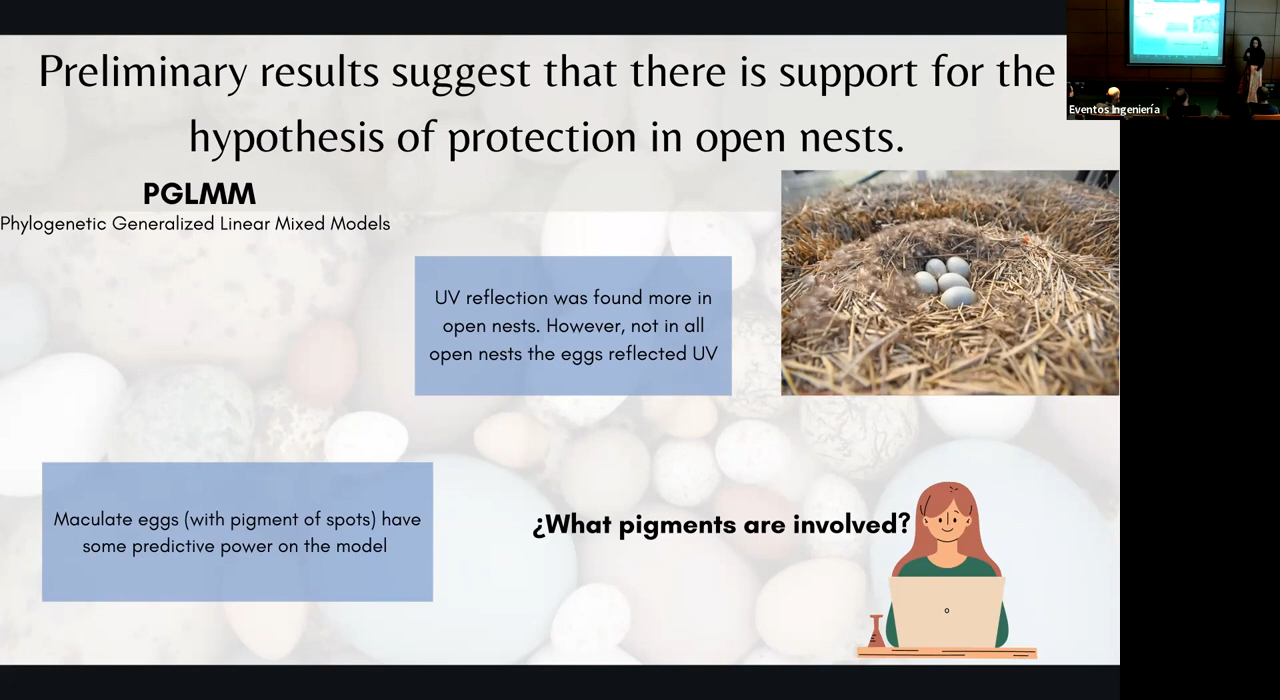 Preliminary results suggest that there is support for the
hypothesis of protection in open nests.
Eventos Ingeniería
PGLMM
Phylogenetic Generalized Linear Mixed Models
UV reflection was found more in
open nests. However, not in all
open nests the eggs reflected UV
Maculate eggs (with pigment of spots) have
some predictive power on the model
¿What pigments are involved?